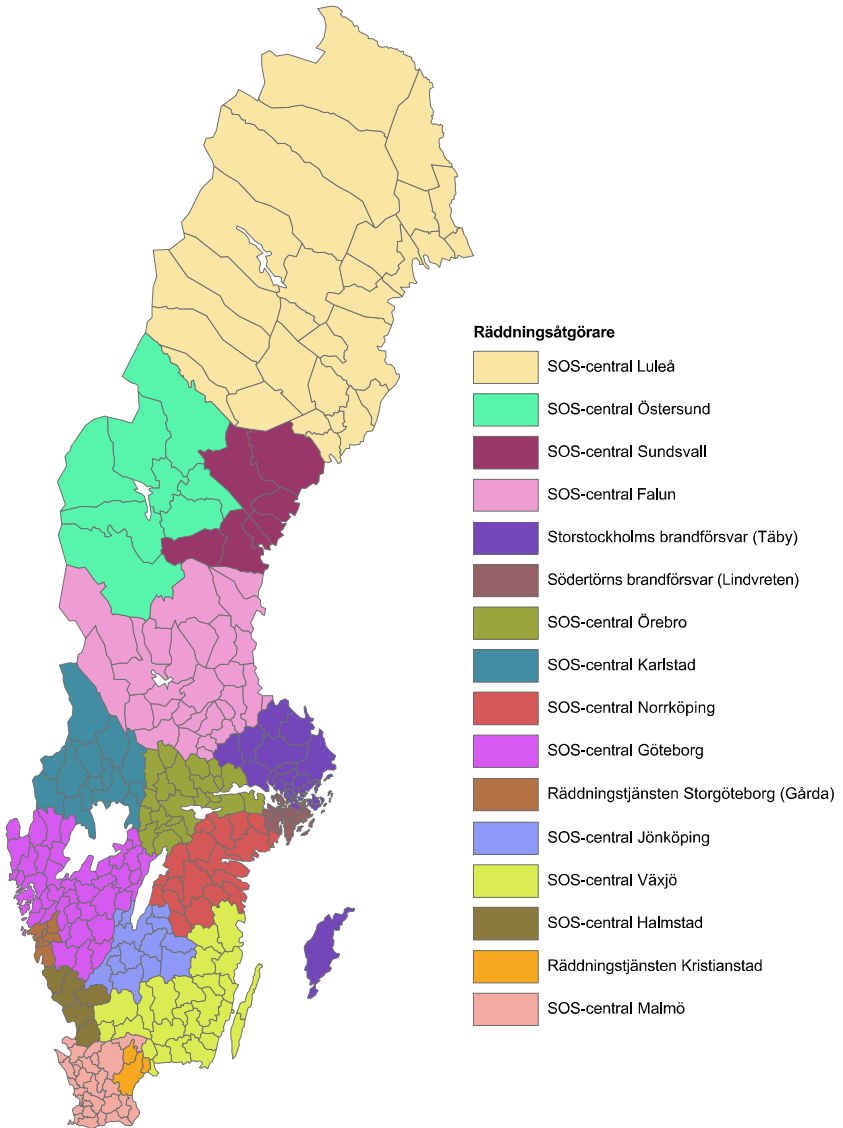 Räddningsåtgörare
SOS-central Luleå
SOS-central Östersund
SOS-central Sundsvall
SOS-central Falun
Storstockholms brandförsvar (Täby)
Södertörns brandförsvar (Lindvreten)
SOS-central Örebro
SOS-central Karlstad
SOS-central Norrköping
SOS-central Göteborg
Räddningstjänsten Storgöteborg (Gårda)
SOS-central Jönköping
SOS-central Växjö
SOS-central Halmstad
Räddningstjänsten Kristianstad
SOS-central Malmö